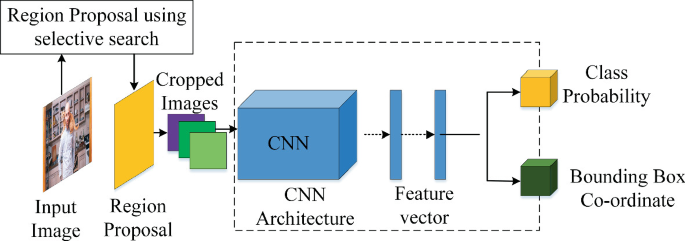 Region Proposal using
selective search
Cropped
Images
Input
Image
Region
Proposal
CNN
CNN
Architecture
Feature
vector
Class
Probability
Bounding Box
Co-ordinate